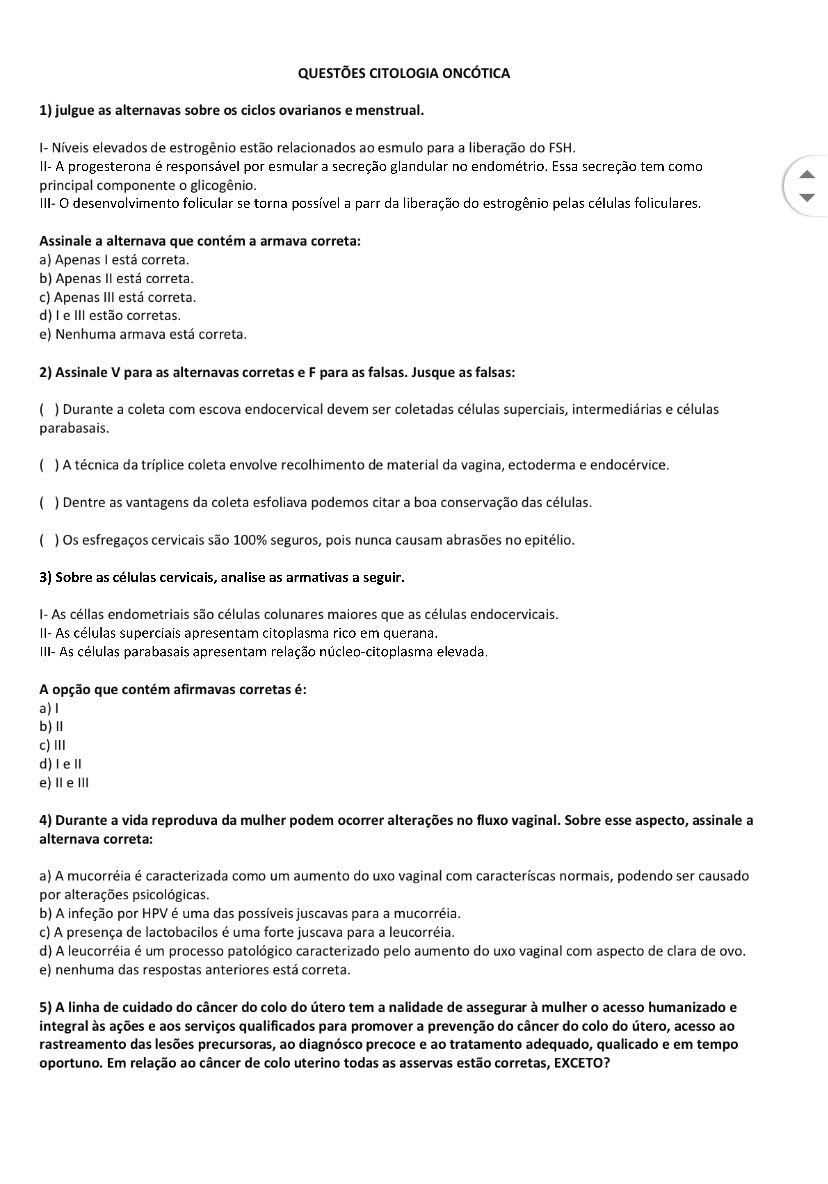 QUESTÕES CITOLOGIA ONCÓTICA
1) julgue as alternavas sobre os ciclos ovarianos e menstrual.
I- Níveis elevados de estrogênio estão relacionados ao esmulo para a liberação do FSH.
II- A progesterona é responsável por esmular a secreção glandular no endométrio. Essa secreção tem como
principal componente o glicogênio.
III- O desenvolvimento folicular se torna possível a parr da liberação do estrogênio pelas células foliculares.
Assinale a alternava que contém a armava correta:
a) Apenas I está correta.
b) Apenas II está correta.
c) Apenas III está correta.
d) I e III estão corretas.
e) Nenhuma armava está correta.
2) Assinale V para as alternavas corretas e F para as falsas. Jusque as falsas:
( ) Durante a coleta com escova endocervical devem ser coletadas células superciais, intermediárias e células
parabasais.
( ) A técnica da tríplice coleta envolve recolhimento de material da vagina, ectoderma e endocérvice.
( ) Dentre as vantagens da coleta esfoliava podemos citar a boa conservação das células.
( ) Os esfregaços cervicais são 100% seguros, pois nunca causam abrasões no epitélio.
3) Sobre as células cervicais, analise as armativas a seguir.
I- As céllas endometriais são células colunares maiores que as células endocervicais.
II- As células superciais apresentam citoplasma rico em querana.
III- As células parabasais apresentam relação núcleo-citoplasma elevada.
A opção que contém afirmavas corretas é:
a) I
b) II
c) III
d) I e II
e) II e III
4) Durante a vida reproduva da mulher podem ocorrer alterações no fluxo vaginal. Sobre esse aspecto, assinale a
alternava correta:
a) A mucorréia é caracterizada como um aumento do uxo vaginal com caracteríscas normais, podendo ser causado
por alterações psicológicas.
b) A infeção por HPV é uma das possíveis juscavas para a mucorréia.
c) A presença de lactobacilos é uma forte juscava para a leucorréia.
d) A leucorréia é um processo patológico caracterizado pelo aumento do uxo vaginal com aspecto de clara de ovo.
e) nenhuma das respostas anteriores está correta.
5) A linha de cuidado do câncer do colo do útero tem a nalidade de assegurar à mulher o acesso humanizado e
integral às ações e aos serviços qualificados para promover a prevenção do câncer do colo do útero, acesso ao
rastreamento das lesões precursoras, ao diagnósco precoce e ao tratamento adequado, qualicado e em tempo
oportuno. Em relação ao câncer de colo uterino todas as asservas estão corretas, EXCETO?